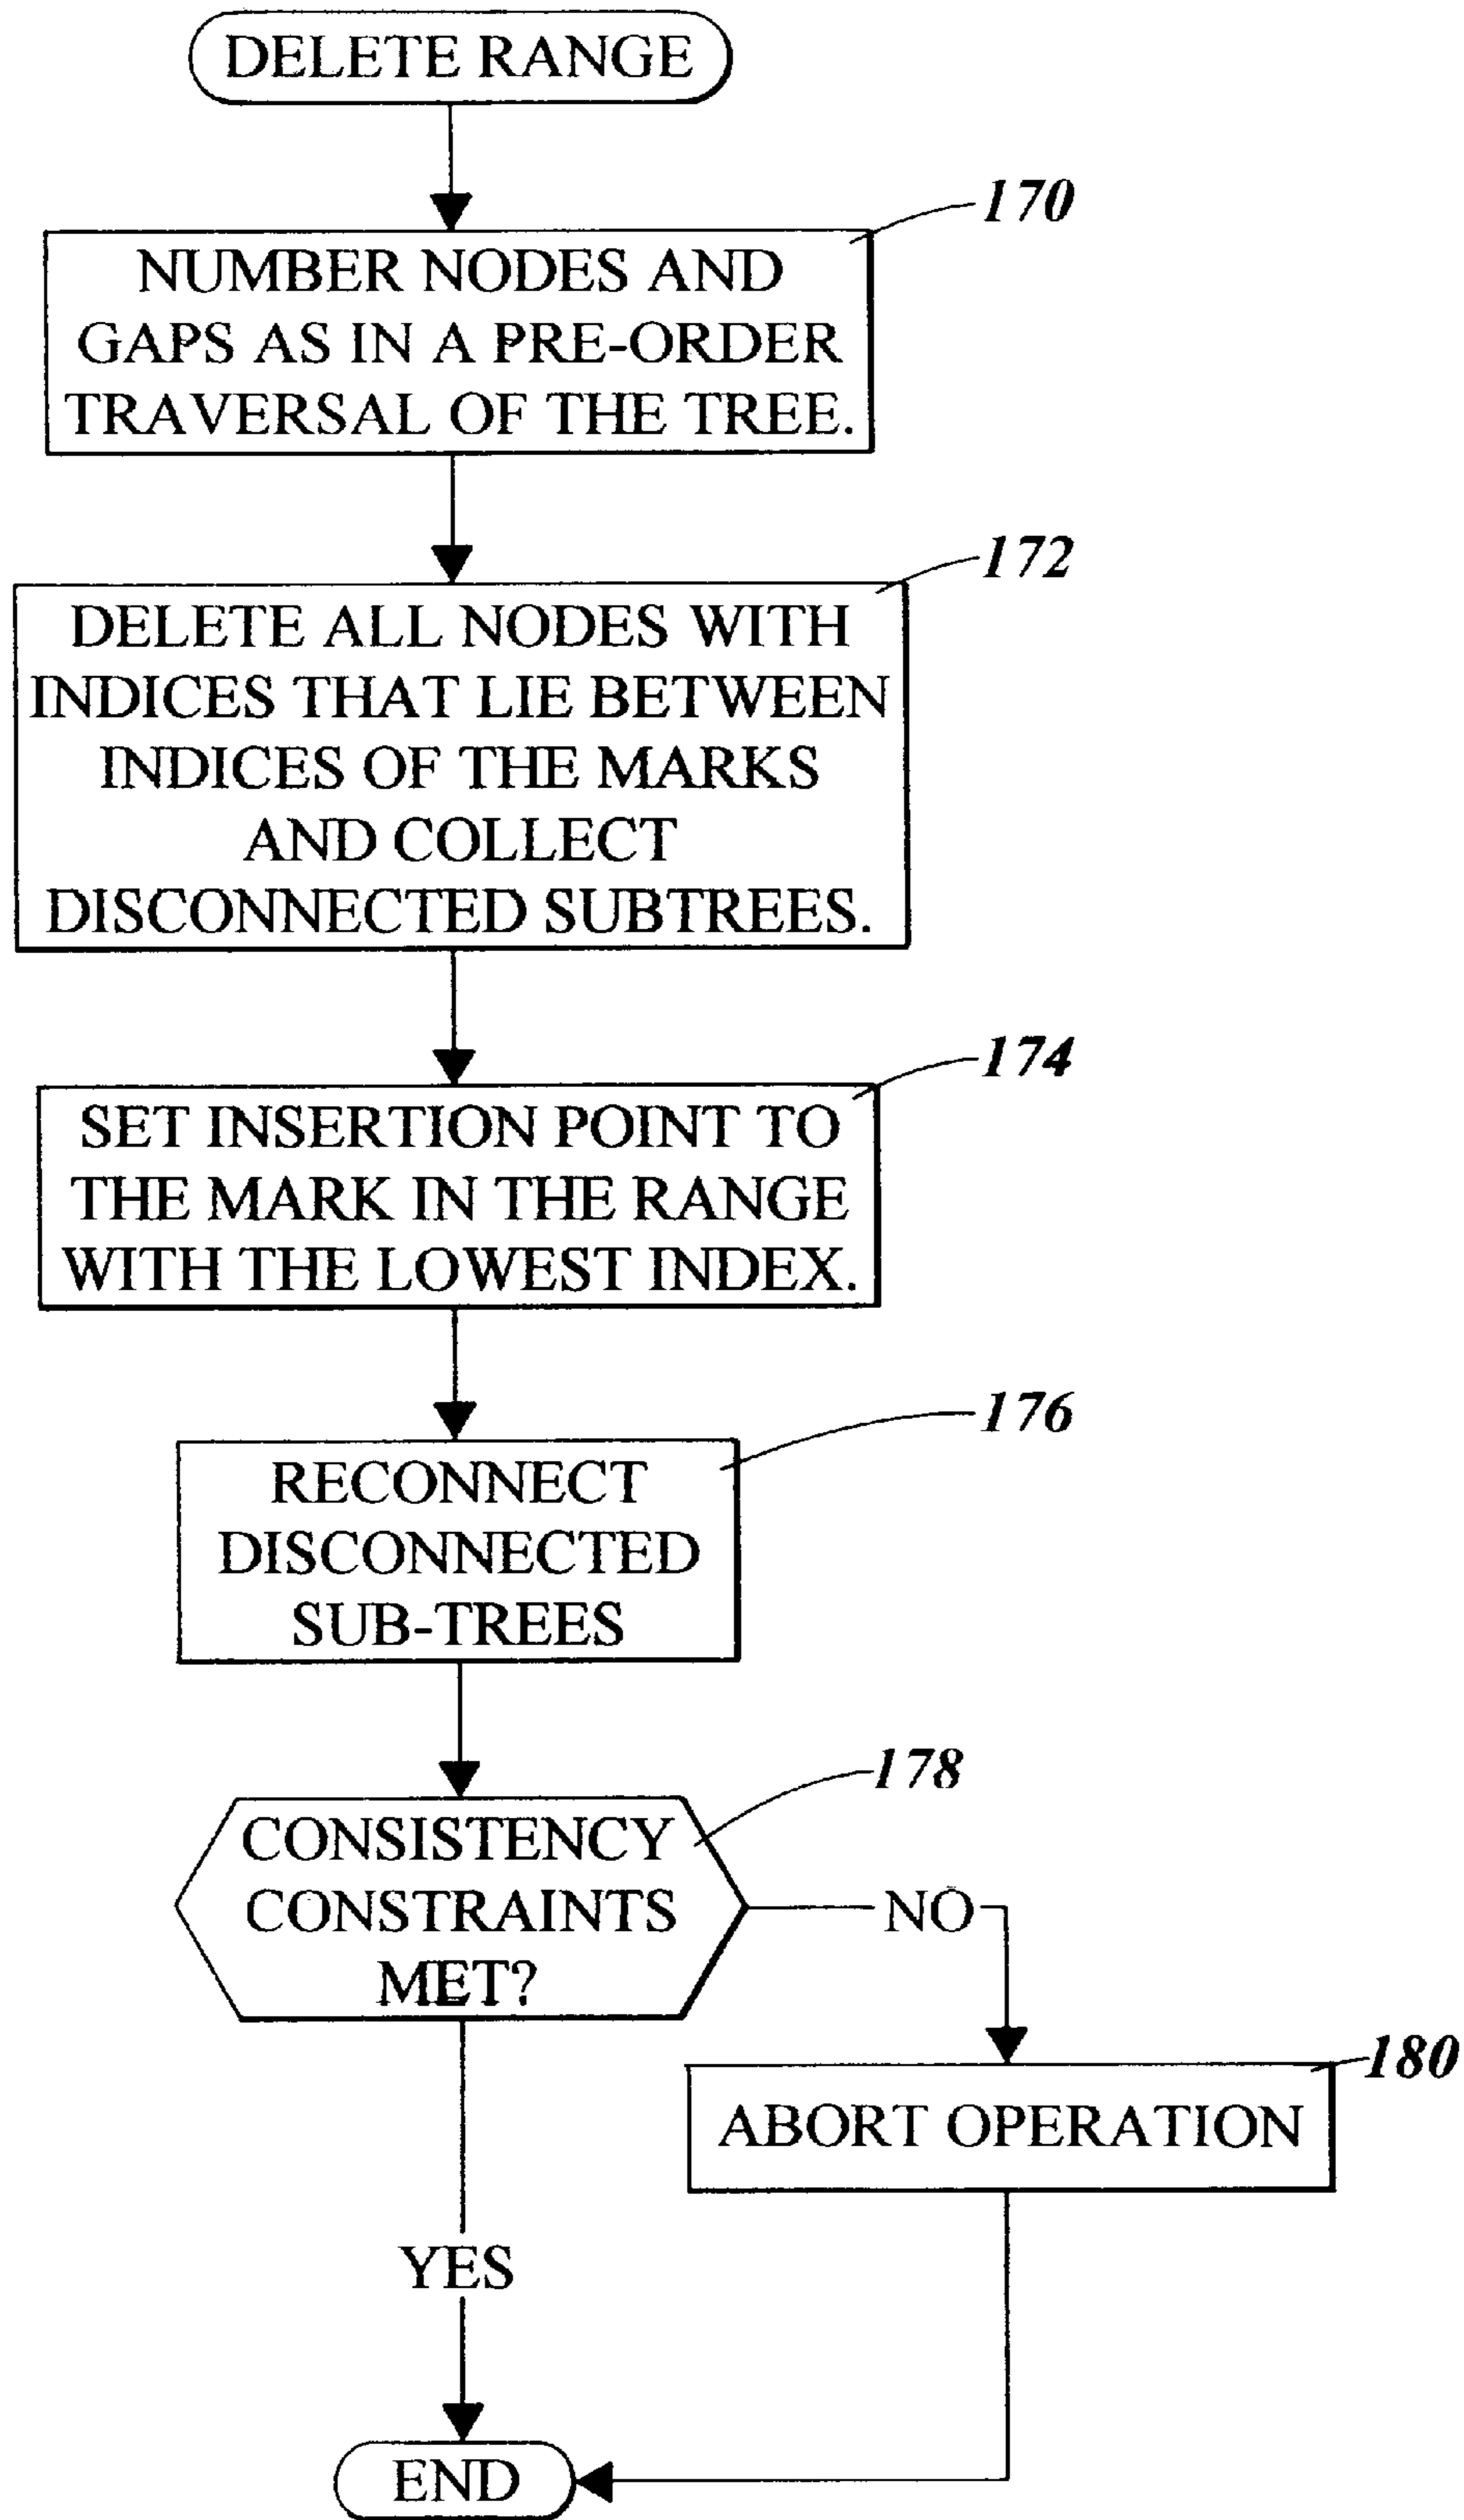 DELETE RANGE
170
NUMBER NODES AND
GAPS AS IN A PRE-ORDER
TRAVERSAL OF THE TREE.
172
DELETE ALL NODES WITH
INDICES THAT LIE BETWEEN
INDICES OF THE MARKS
AND COLLECT
DISCONNECTED SUBTREES.
174
SET INSERTION POINT TO
THE MARK IN THE RANGE
WITH THE LOWEST INDEX.
176
RECONNECT
DISCONNECTED
SUB-TREES
178
CONSISTENCY
CONSTRAINTS
MET?
NO
180
ABORT OPERATION
YES
END